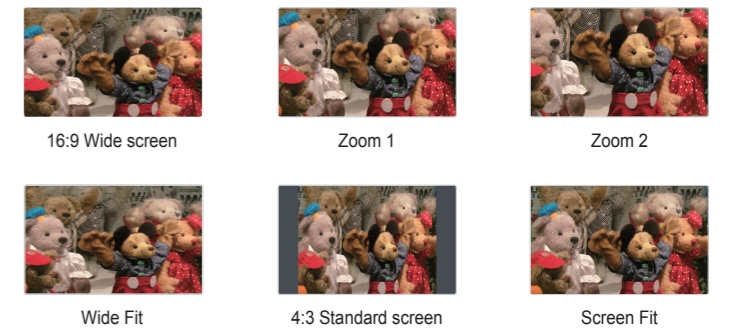 16:9 Wide screen
Zoom 1
Zoom 2
Wide Fit
4:3 Standard screen
Screen Fit